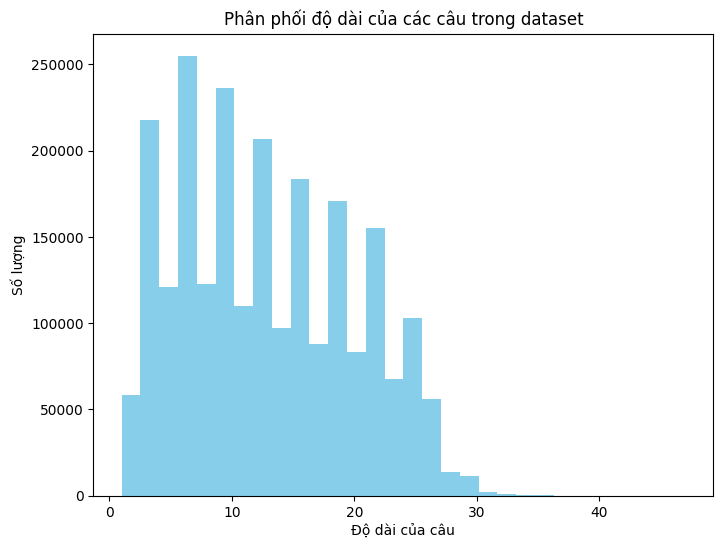 Phân phối độ dài của các câu trong dataset
Số lượng
250000
200000
150000
100000
50000
0
0 10 20 30 40
Độ dài của câu